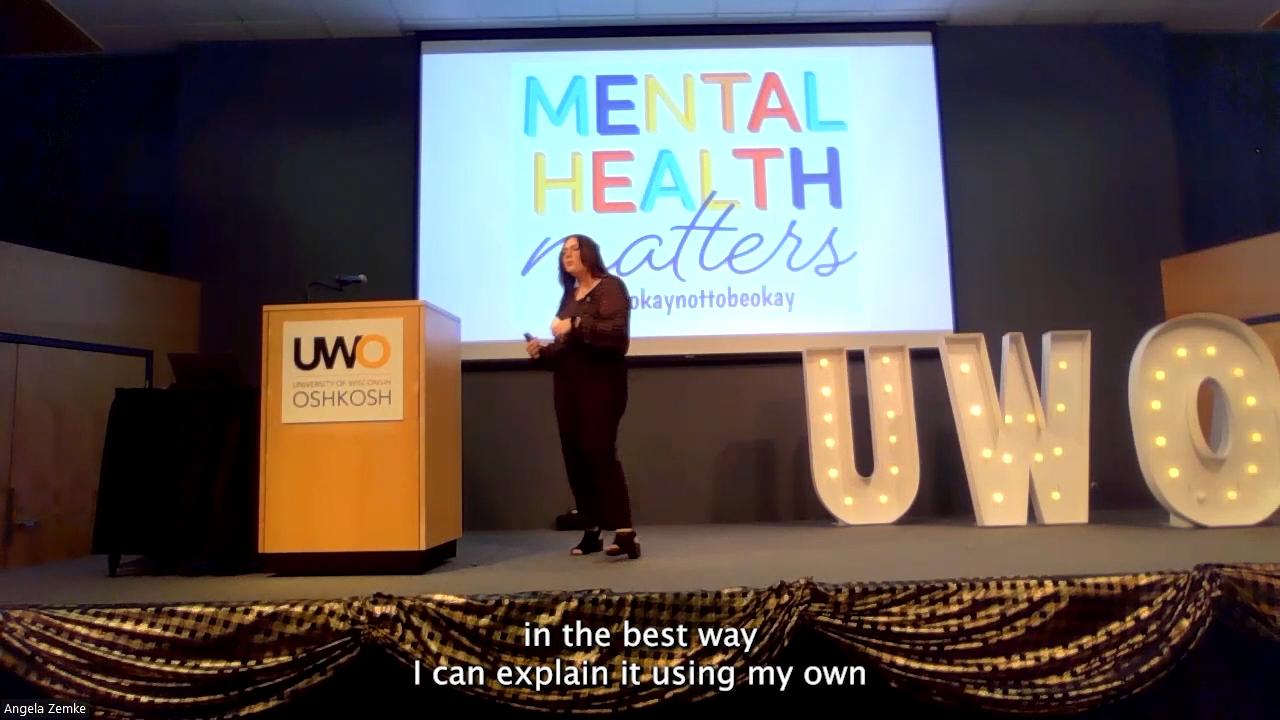 MENTAL
HEALTH
matters
okaynottobeokay
UWO
UNIVERSITY OF WISCONSIN
OSHKOSH
UWO
in the best way
I can explain it using my own
Angela Zemke